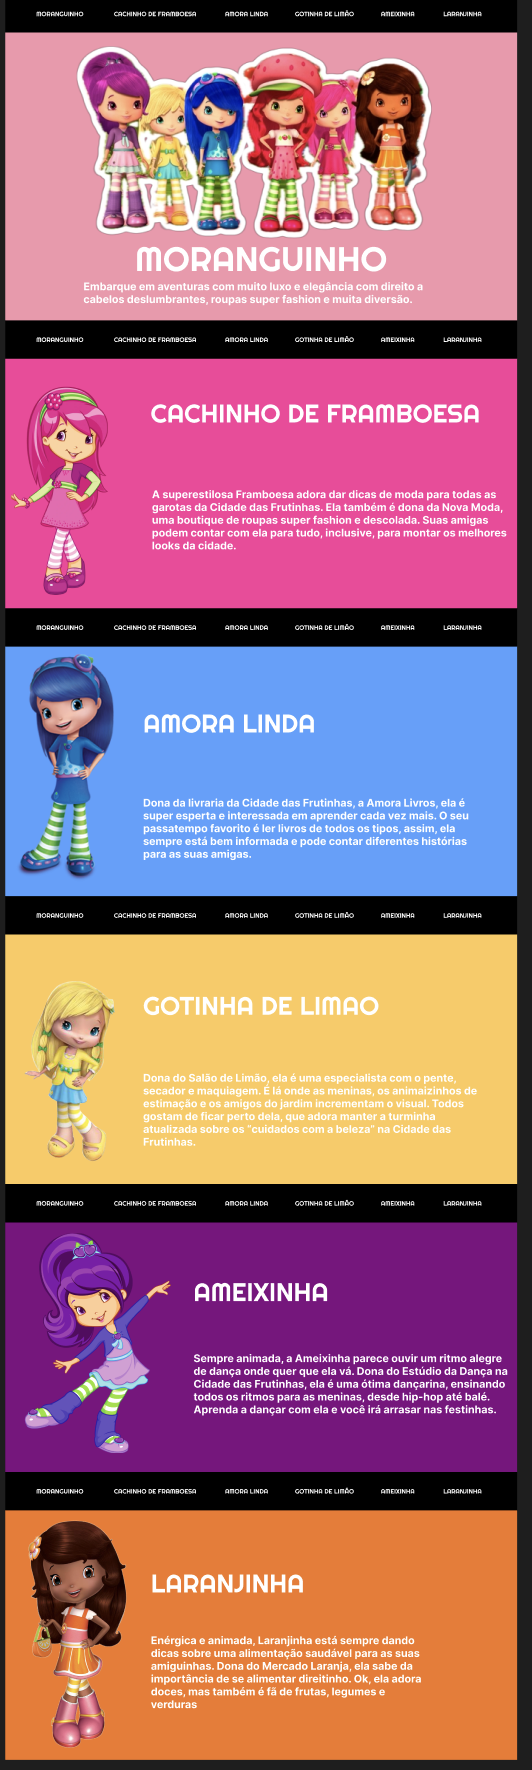 MORANGUINHO CACHINHO DE FRAMBOESA AMORA LINDA GOTINHA DE LIMÃO AMEIXINHA LARANJINHA
MORANGUINHO
Embarque em aventuras com muito luxo e elegância com direito a
cabelos deslumbrantes, roupas super fashion e muita diversão.
MORANGUINHO CACHINHO DE FRAMBOESA AMORA LINDA GOTINHA DE LIMÃO AMEIXINHA LARANJINHA
CACHINHO DE FRAMBOESA
A superestilosa Framboesa adora dar dicas de moda para todas as
garotas da Cidade das Frutinhas. Ela também é dona da Nova Moda,
uma boutique de roupas super fashion e descolada. Suas amigas
podem contar com ela para tudo, inclusive, para montar os melhores
looks da cidade.
MORANGUINHO CACHINHO DE FRAMBOESA AMORA LINDA GOTINHA DE LIMÃO AMEIXINHA LARANJINHA
AMORA LINDA
Dona da livraria da Cidade das Frutinhas, a Amora Livros, ela é
super esperta e interessada em aprender cada vez mais. O seu
passatempo favorito é ler livros de todos os tipos, assim, ela
sempre está bem informada e pode contar diferentes histórias
para as suas amigas.
MORANGUINHO CACHINHO DE FRAMBOESA AMORA LINDA GOTINHA DE LIMÃO AMEIXINHA LARANJINHA
GOTINHA DE LIMAO
Dona do Salão de Limão, ela é uma especialista com o pente,
secador e maquiagem. É lá onde as meninas, os animaizinhos de
estimação e os amigos do jardim incrementam o visual. Todos
gostam de ficar perto dela, que adora manter a turminha
atualizada sobre os "cuidados com a beleza" na Cidade das
Frutinhas.
MORANGUINHO CACHINHO DE FRAMBOESA AMORA LINDA GOTINHA DE LIMÃO AMEIXINHA LARANJINHA
AMEIXINHA
Sempre animada, a Ameixinha parece ouvir um ritmo alegre
de dança onde quer que ela vá. Dona do Estúdio da Dança na
Cidade das Frutinhas, ela é uma ótima dançarina, ensinando
todos os ritmos para as meninas, desde hip-hop até balé.
Aprenda a dançar com ela e você irá arrasar nas festinhas.
MORANGUINHO CACHINHO DE FRAMBOESA AMORA LINDA GOTINHA DE LIMÃO AMEIXINHA LARANJINHA
LARANJINHA
Enérgica e animada, Laranjinha está sempre dando
dicas sobre uma alimentação saudável para as suas
amiguinhas. Dona do Mercado Laranja, ela sabe da
importância de se alimentar direitinho. Ok, ela adora
doces, mas também é fã de frutas, legumes e
verduras